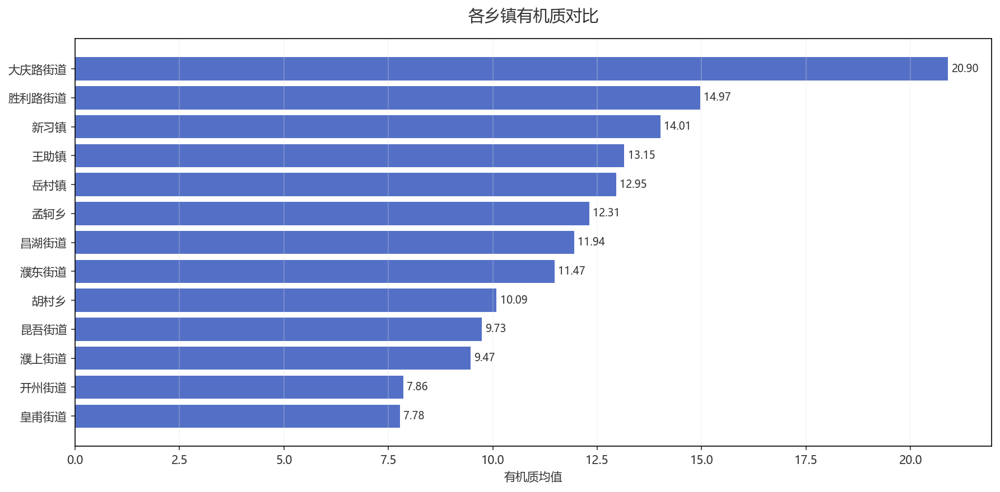 各乡镇有机质对比
大庆路街道 20.90
胜利路街道 14.97
新习镇 14.01
王助镇 13.15
岳村镇 12.95
孟轲乡 12.31
昌湖街道 11.94
濮东街道 11.47
胡村乡 10.09
昆吾街道 9.73
濮上街道 9.47
开州街道 7.86
皇甫街道 7.78
0.0 2.5 5.0 7.5 10.0 12.5 15.0 17.5 20.0
有机质均值